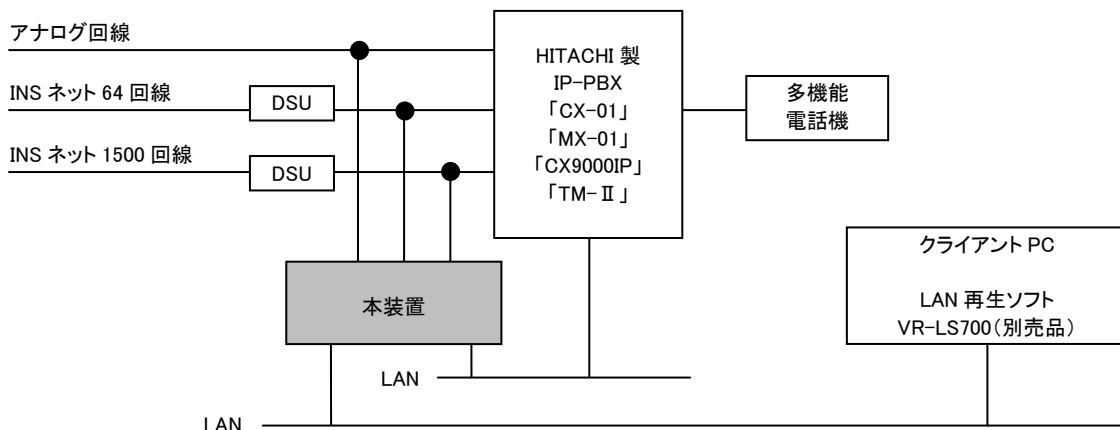 アナログ回線
INS ネット 64 回線
DSU
INS ネット 1500 回線
DSU
HITACHI 製
IP-PBX
「CX-01」
「MX-01」
「CX9000IP」
「TM-Ⅱ」
多機能
電話機
本装置
クライアント PC
LAN 再生ソフト
VR-LS700(別売品)
LAN
LAN